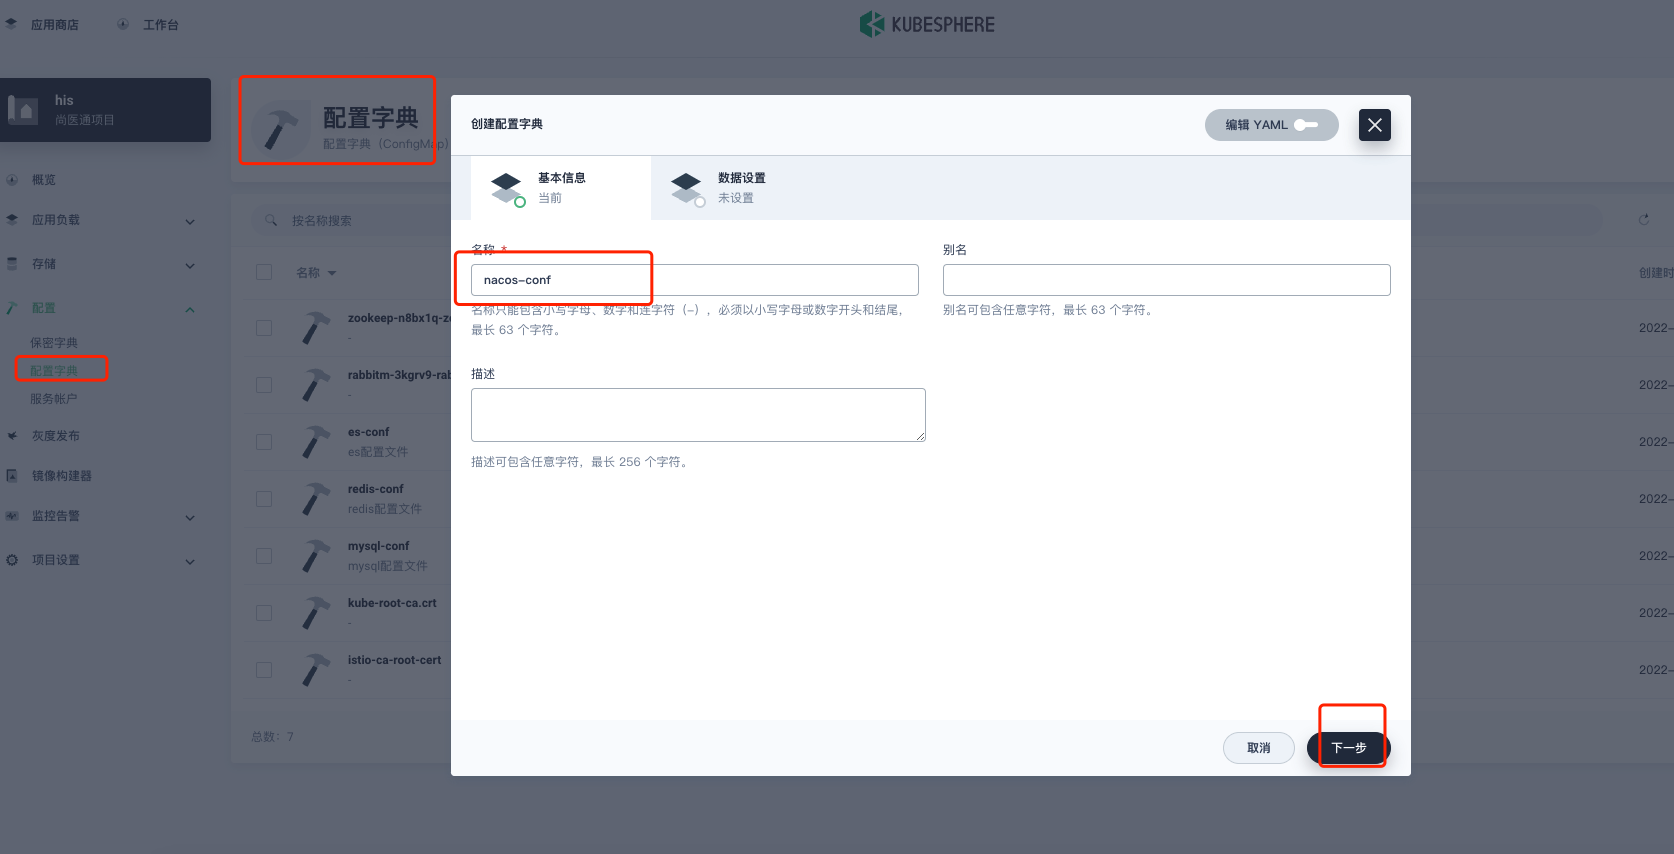 应用商店
工作台
KUBESPHERE
his
尚医通项目
概览
应用负载
存储
配置
保密字典
配置字典
服务帐户
灰度发布
镜像构建器
监控告警
项目设置
配置字典
配置字典（ConfigMap）
按名称搜索
名称
创建时
zookeep-n8bx1q-z
-
2022-
rabbitm-3kgrv9-rab
-
2022-
es-conf
es配置文件
2022-
redis-conf
redis配置文件
2022-
mysql-conf
mysql配置文件
2022-
kube-root-ca.crt
-
2022-
istio-ca-root-cert
-
2022-
总数：7
创建配置字典
编辑 YAML
基本信息
当前
数据设置
未设置
名称 *
nacos-conf
名称只能包含小写字母、数字和连字符（-），必须以小写字母或数字开头和结尾，
最长 63 个字符。
别名
别名可包含任意字符，最长 63 个字符。
描述
描述可包含任意字符，最长 256 个字符。
取消
下一步